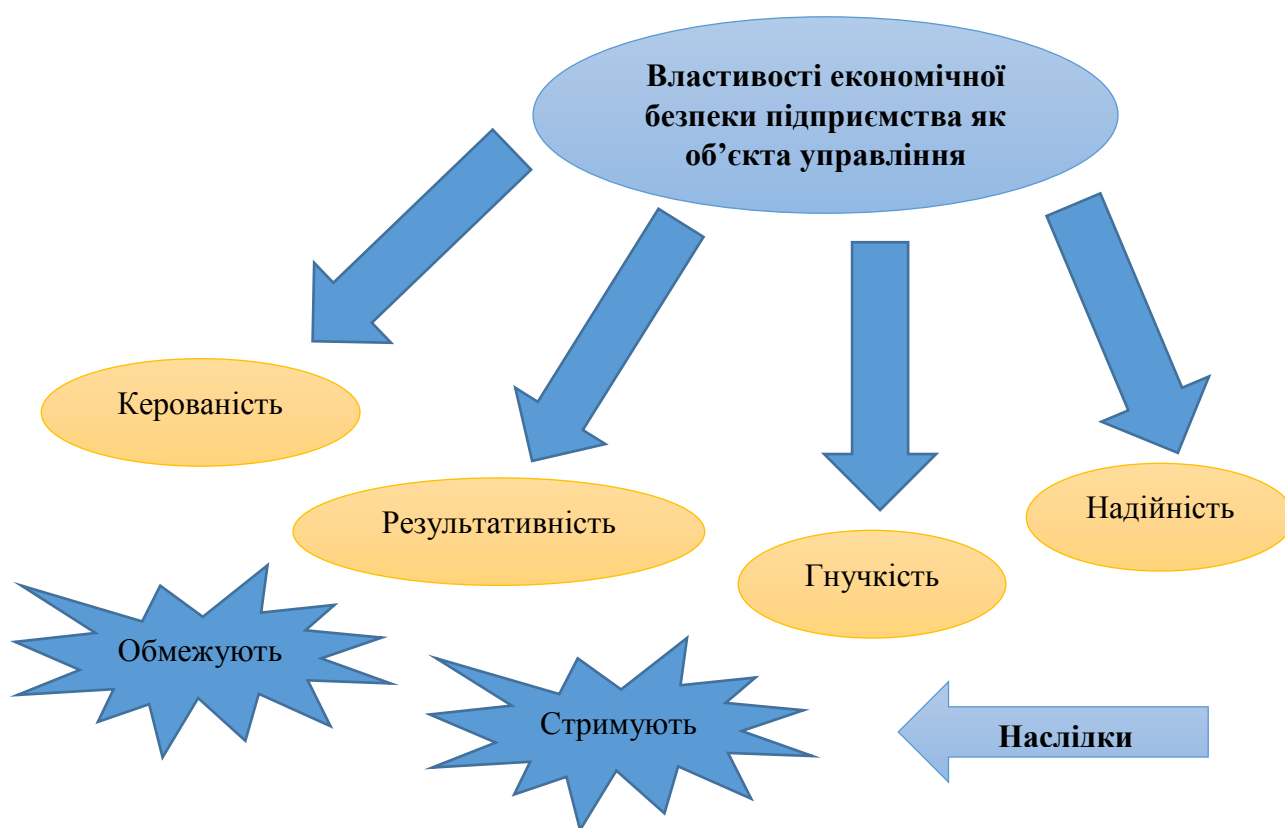 Властивості економічної
безпеки підприємства як
об’єкта управління
Керованість
Результативність
Гнучкість
Надійність
Обмежують
Стримують
Наслідки